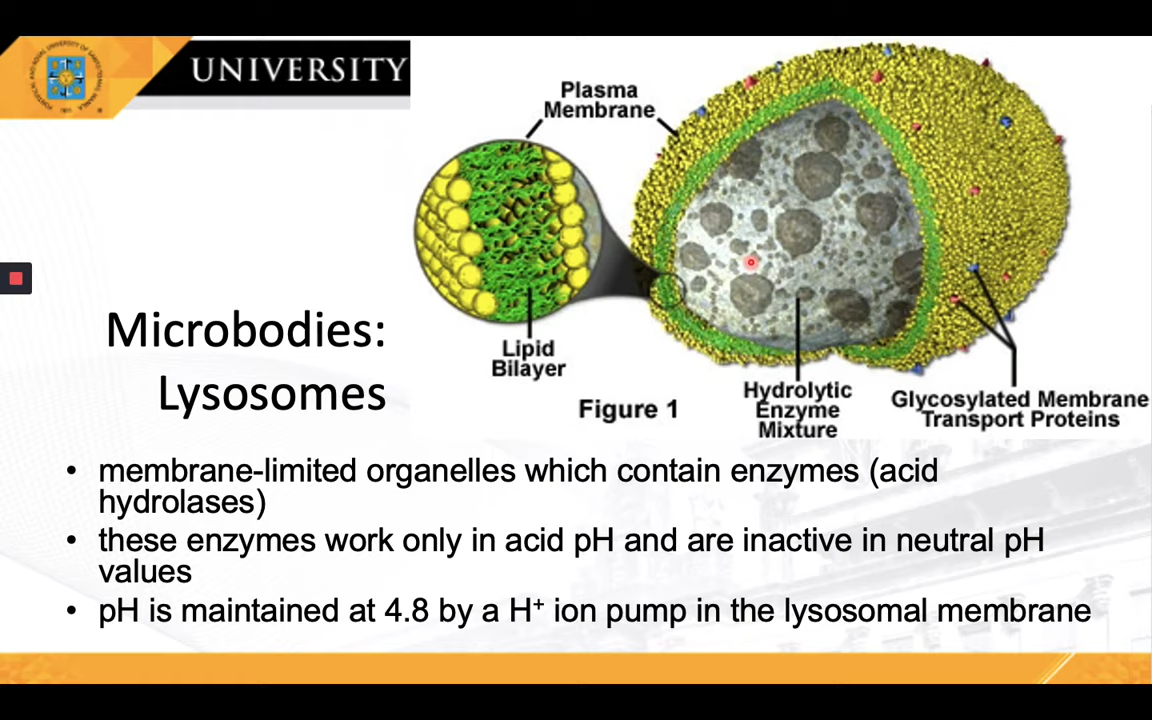 UNIVERSITY
Plasma
Membrane
Lipid
Bilayer
Figure 1
Hydrolytic
Enzyme
Mixture
Glycosylated Membrane
Transport Proteins
Microbodies:
Lysosomes
• membrane-limited organelles which contain enzymes (acid
hydrolases)
• these enzymes work only in acid pH and are inactive in neutral pH
values
• pH is maintained at 4.8 by a H⁺ ion pump in the lysosomal membrane